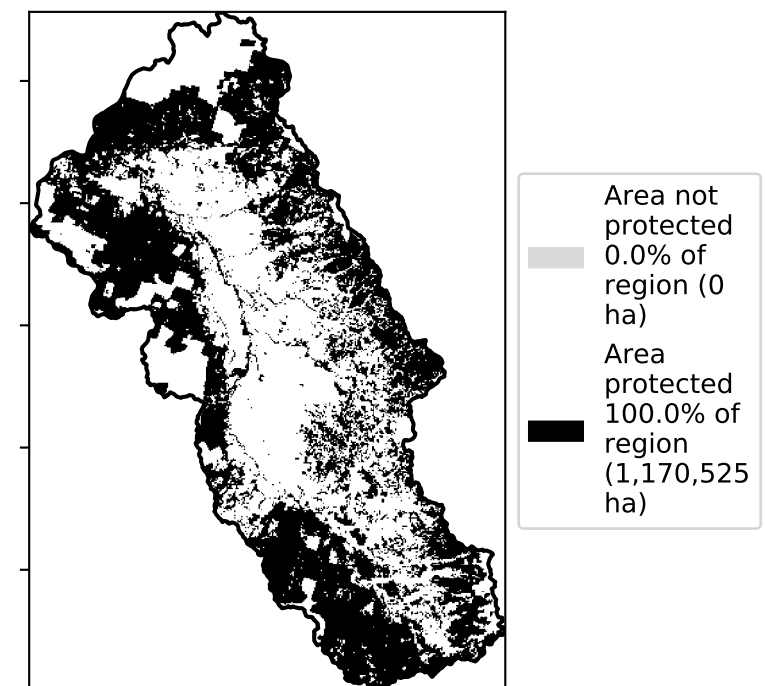 Area not
protected
0.0% of
region (0
ha)
Area
protected
100.0% of
region
(1,170,525
ha)